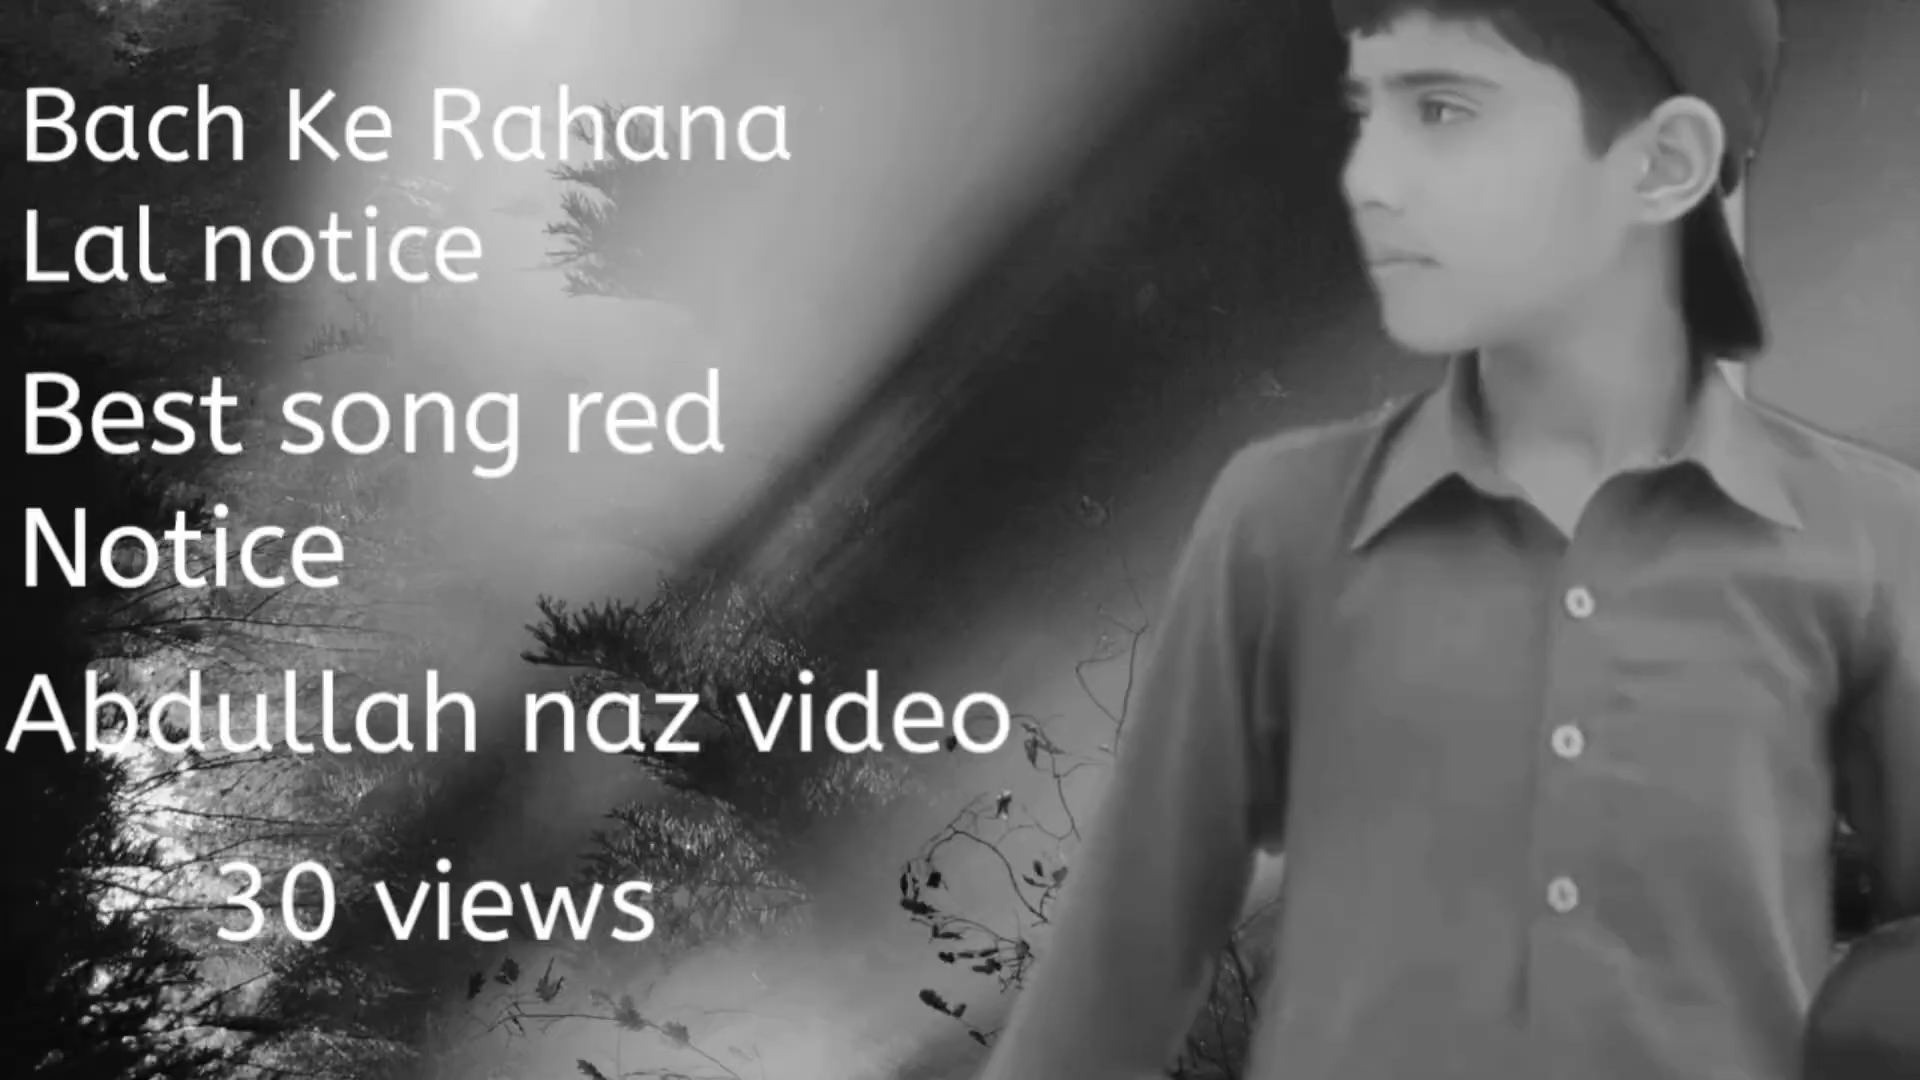 Bach Ke Rahana
Lal notice
Best song red
Notice
Abdullah naz video
30 views